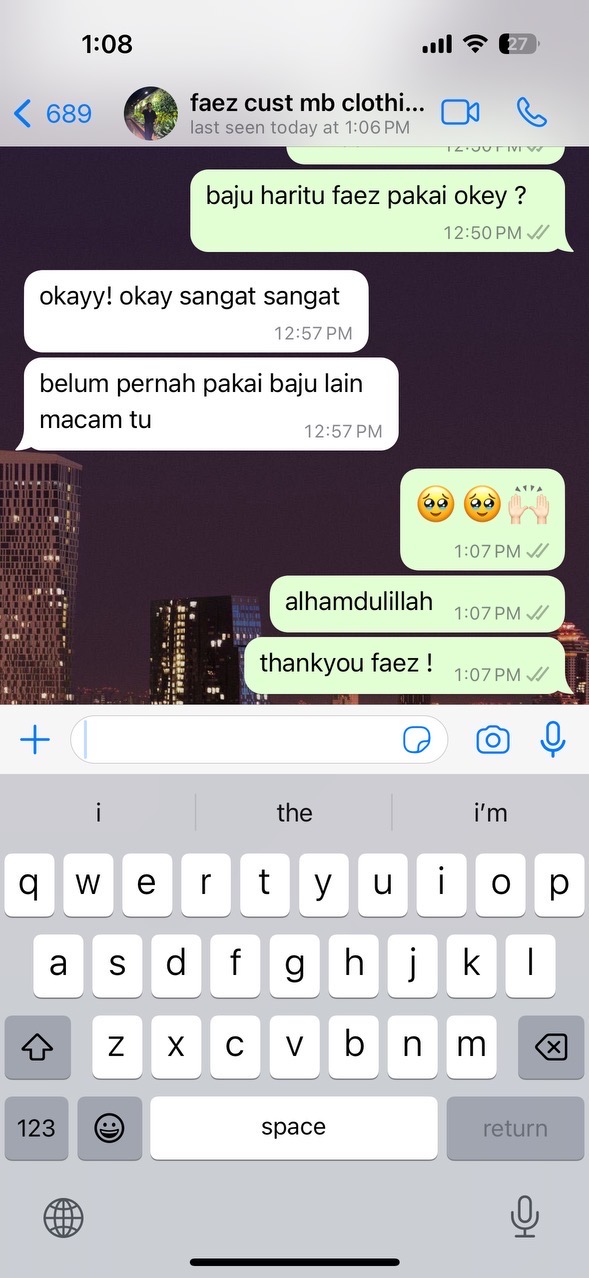 1:08
27
689
faez cust mb clothi...
last seen today at 1:06 PM
12:50 PM
baju haritu faez pakai okey ?
12:50 PM
okayy! okay sangat sangat
12:57 PM
belum pernah pakai baju lain
macam tu
12:57 PM
1:07 PM
alhamdulillah
1:07 PM
thankyou faez !
1:07 PM
i the i’m
q w e r t y u i o p
a s d f g h j k l
z x c v b n m
123 space return